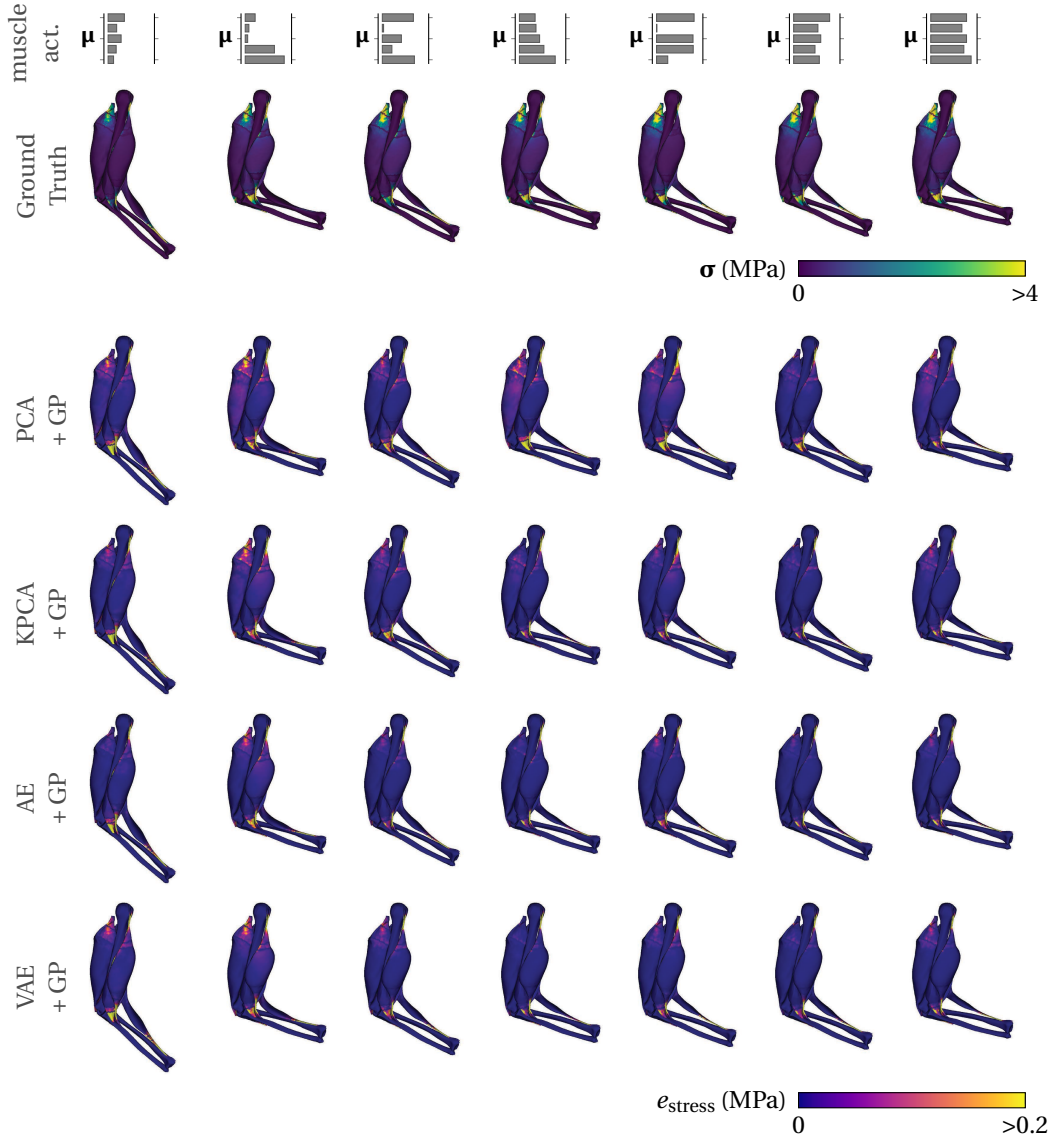 muscle
act.
μ μ μ μ μ μ μ
Ground
Truth
σ (MPa)
0 >4
PCA
+ GP
KPCA
+ GP
AE
+ GP
VAE
+ GP
e_stress (MPa)
0 >0.2